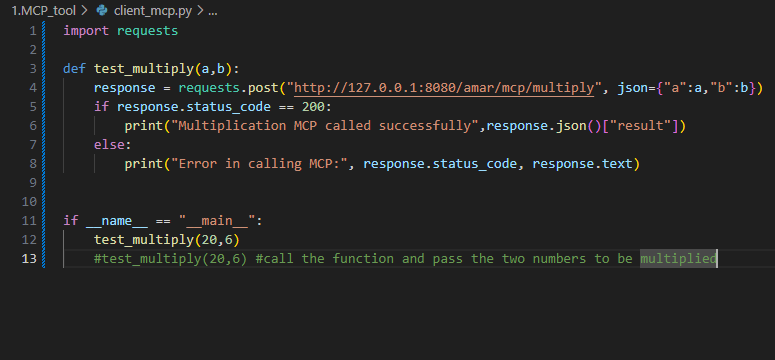 1.MCP_tool > client_mcp.py > ...
1 import requests
2
3 def test_multiply(a,b):
4     response = requests.post("http://127.0.0.1:8080/amar/mcp/multiply", json={"a":a,"b":b})
5     if response.status_code == 200:
6         print("Multiplication MCP called successfully",response.json()["result"])
7     else:
8         print("Error in calling MCP:", response.status_code, response.text)
9
10
11 if __name__ == "__main__":
12     test_multiply(20,6)
13     #test_multiply(20,6) #call the function and pass the two numbers to be multiplied